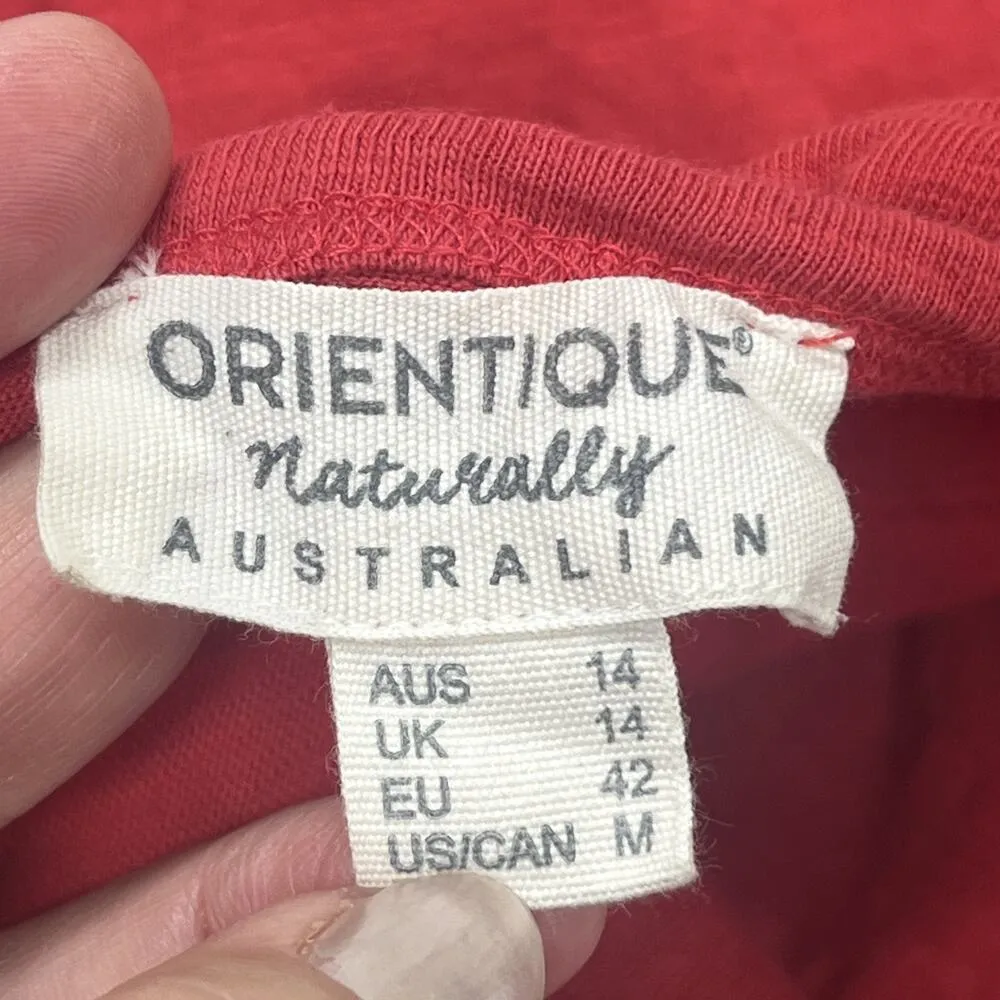 ORIENTIQUE®
naturally
AUSTRALIAN
AUS 14
UK 14
EU 42
US/CAN M